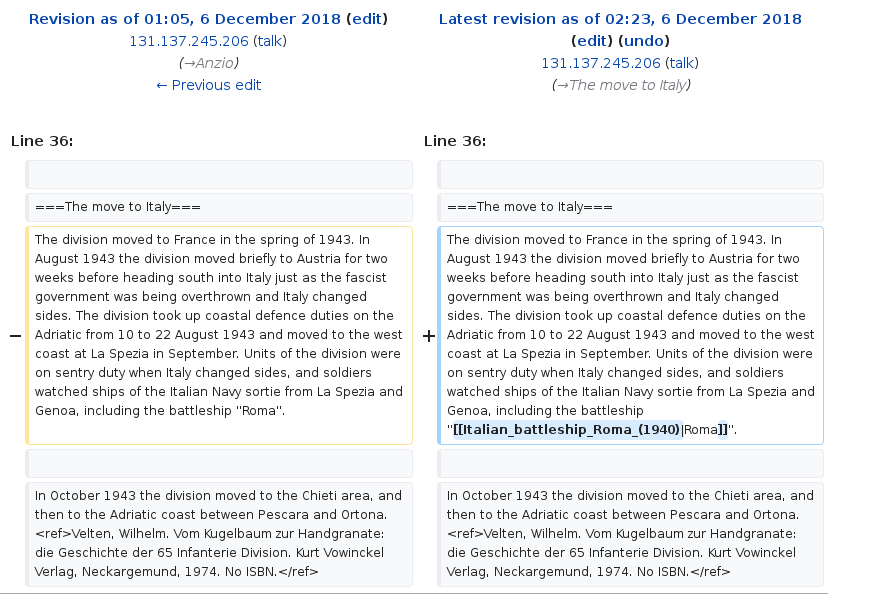 Revision as of 01:05, 6 December 2018 (edit)
131.137.245.206 (talk)
(→Anzio)
← Previous edit
Latest revision as of 02:23, 6 December 2018
(edit) (undo)
131.137.245.206 (talk)
(→The move to Italy)
Line 36:
Line 36:
===The move to Italy===
===The move to Italy===
−
The division moved to France in the spring of 1943. In
August 1943 the division moved briefly to Austria for two
weeks before heading south into Italy just as the fascist
government was being overthrown and Italy changed
sides. The division took up coastal defence duties on the
Adriatic from 10 to 22 August 1943 and moved to the west
coast at La Spezia in September. Units of the division were
on sentry duty when Italy changed sides, and soldiers
watched ships of the Italian Navy sortie from La Spezia and
Genoa, including the battleship "Roma".
+
The division moved to France in the spring of 1943. In
August 1943 the division moved briefly to Austria for two
weeks before heading south into Italy just as the fascist
government was being overthrown and Italy changed
sides. The division took up coastal defence duties on the
Adriatic from 10 to 22 August 1943 and moved to the west
coast at La Spezia in September. Units of the division were
on sentry duty when Italy changed sides, and soldiers
watched ships of the Italian Navy sortie from La Spezia and
Genoa, including the battleship
"[[Italian_battleship_Roma_(1940)|Roma]]".
In October 1943 the division moved to the Chieti area, and
then to the Adriatic coast between Pescara and Ortona.
<ref>Velten, Wilhelm. Vom Kugelbaum zur Handgranate:
die Geschichte der 65 Infanterie Division. Kurt Vowinckel
Verlag, Neckargemund, 1974. No ISBN.</ref>
In October 1943 the division moved to the Chieti area, and
then to the Adriatic coast between Pescara and Ortona.
<ref>Velten, Wilhelm. Vom Kugelbaum zur Handgranate:
die Geschichte der 65 Infanterie Division. Kurt Vowinckel
Verlag, Neckargemund, 1974. No ISBN.</ref>